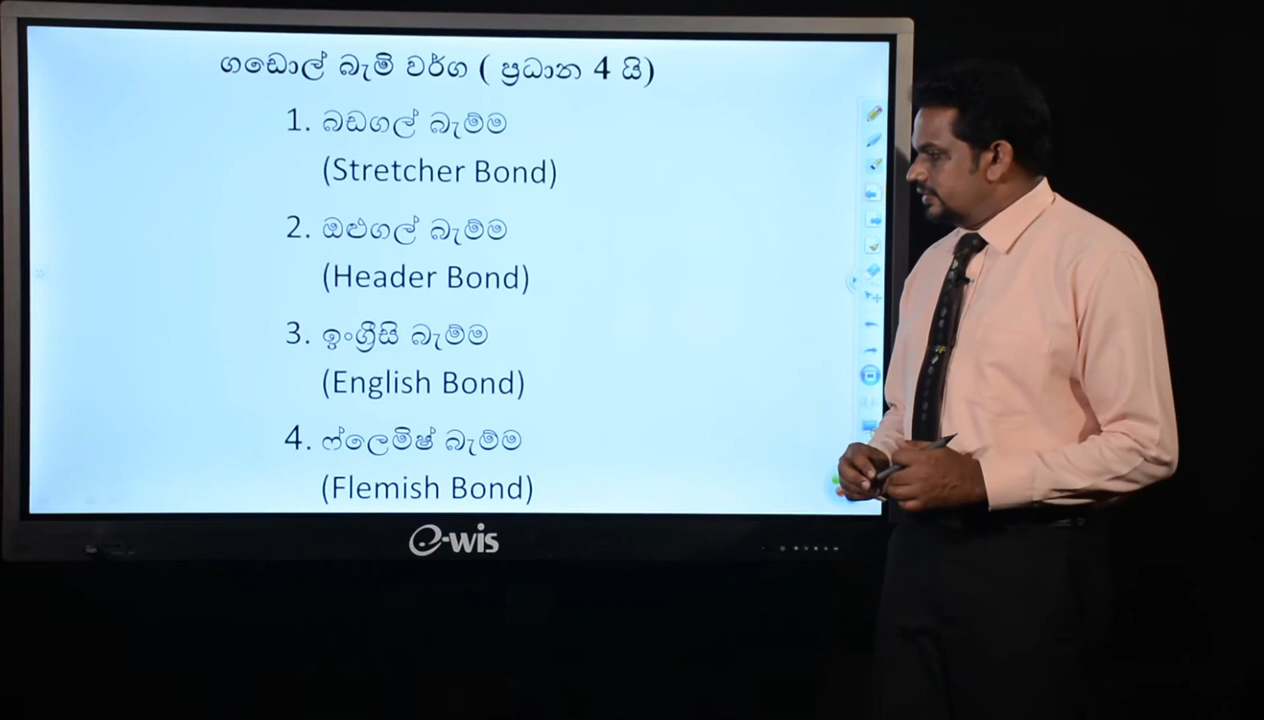 ගඩොල් බැමි වර්ග ( ප්‍රධාන 4 යි)
1. බඩගල් බැම්ම
(Stretcher Bond)
2. ඔළුගල් බැම්ම
(Header Bond)
3. ඉංග්‍රීසි බැම්ම
(English Bond)
4. ෆ්ලෙමිෂ් බැම්ම
(Flemish Bond)
e-wis